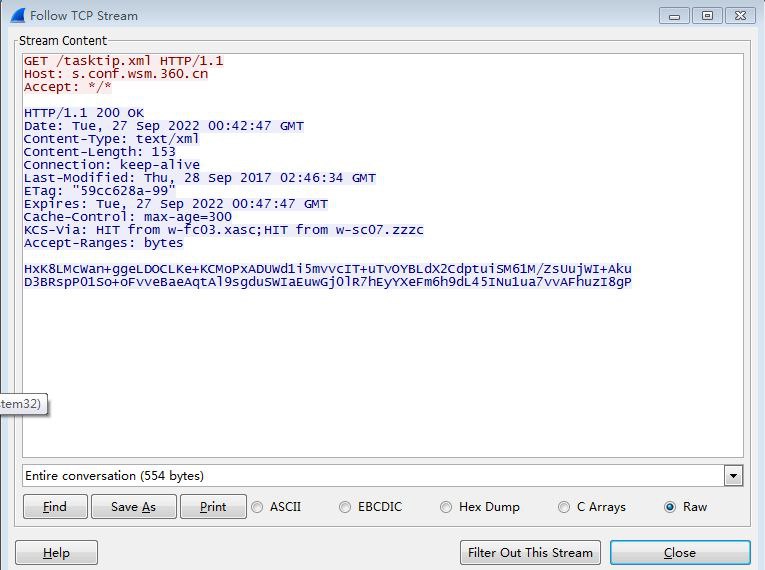 Follow TCP Stream
Stream Content
GET /tasktip.xml HTTP/1.1
Host: s.conf.wsm.360.cn
Accept: */*
HTTP/1.1 200 OK
Date: Tue, 27 Sep 2022 00:42:47 GMT
Content-Type: text/xml
Content-Length: 153
Connection: keep-alive
Last-Modified: Thu, 28 Sep 2017 02:46:34 GMT
ETag: "59cc628a-99"
Expires: Tue, 27 Sep 2022 00:47:47 GMT
Cache-Control: max-age=300
KCS-Via: HIT from w-fc03.xasc;HIT from w-sc07.zzzc
Accept-Ranges: bytes
HxK8LMcWan+ggeLDOCLKe+KCMoPxADUWd1i5mvvcIT+uTvOYBLdX2CdptuiSM61M/ZsUujWI+Aku
D3BRspPO1So+oFvveBaeAqtAl9sgduSWIaEuwGjOlR7hEyYXeFm6h9dL45INu1ua7vvAFhuzI8gP
tem32)
Entire conversation (554 bytes)
Find Save As Print ASCII EBCDIC Hex Dump C Arrays Raw
Help Filter Out This Stream Close